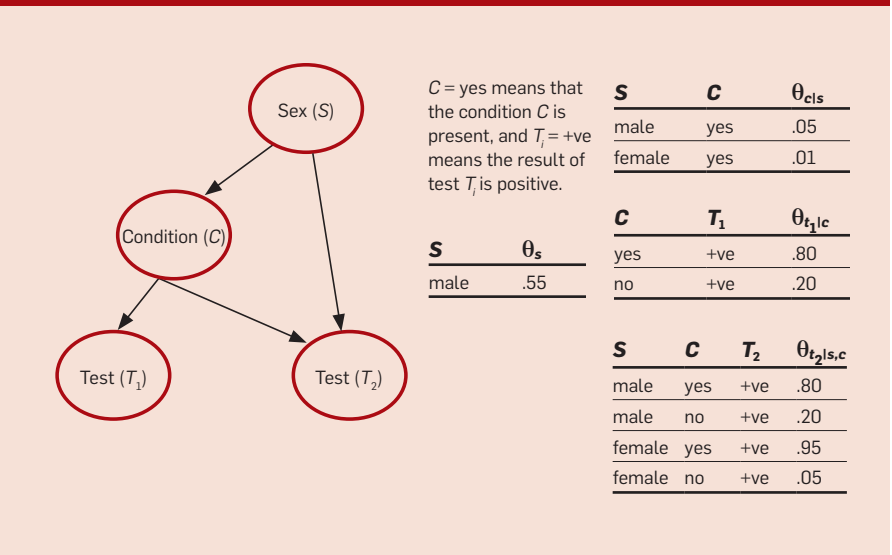 Sex (S)
Condition (C)
Test (T1)
Test (T2)
C = yes means that
the condition C is
present, and Ti = +ve
means the result of
test Ti is positive.
S θs
male .55
S C θc|s
male yes .05
female yes .01
C T1 θt1|c
yes +ve .80
no +ve .20
S C T2 θt2|s,c
male yes +ve .80
male no +ve .20
female yes +ve .95
female no +ve .05